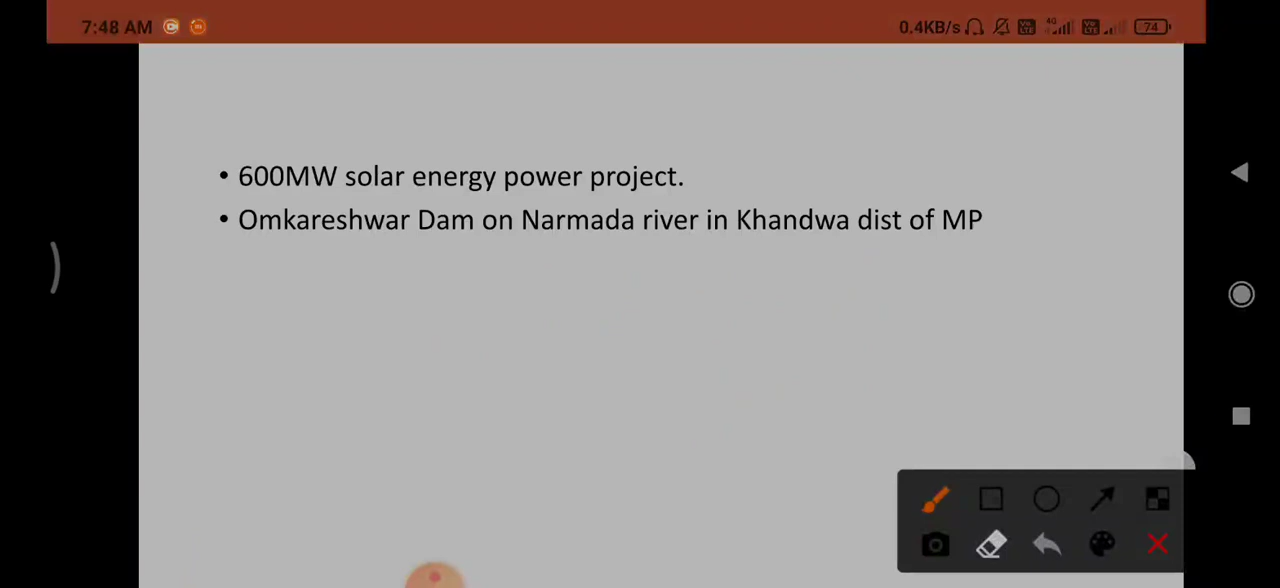 7:48 AM 0.4KB/s 4G 74
• 600MW solar energy power project.
• Omkareshwar Dam on Narmada river in Khandwa dist of MP